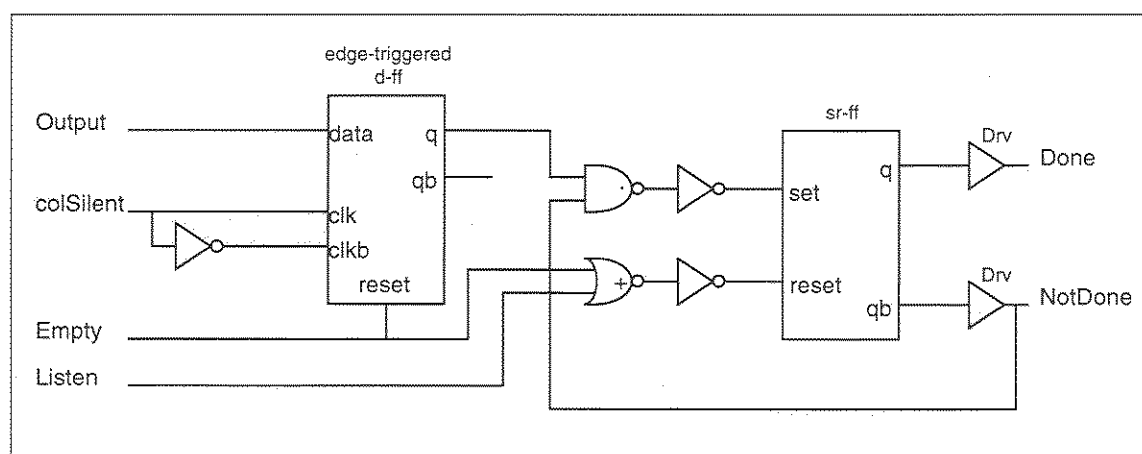 edge-triggered
d-ff
Output
data
q
qb
colSilent
clk
clkb
reset
Empty
Listen
+
sr-ff
set
reset
q
qb
Drv
Done
Drv
NotDone